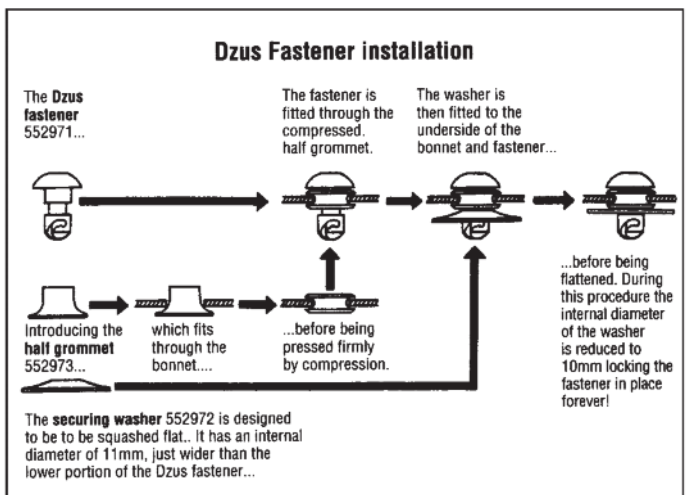 Dzus Fastener installation
The Dzus
fastener
552971...
The fastener is
fitted through the
compressed.
half grommet.
The washer is
then fitted to the
underside of the
bonnet and fastener...
Introducing the
half grommet
552973...
which fits
through the
bonnet....
...before being
pressed firmly
by compression.
...before being
flattened. During
this procedure the
internal diameter
of the washer
is reduced to
10mm locking the
fastener in place
forever!
The securing washer 552972 is designed
to be to be squashed flat.. It has an internal
diameter of 11mm, just wider than the
lower portion of the Dzus fastener...